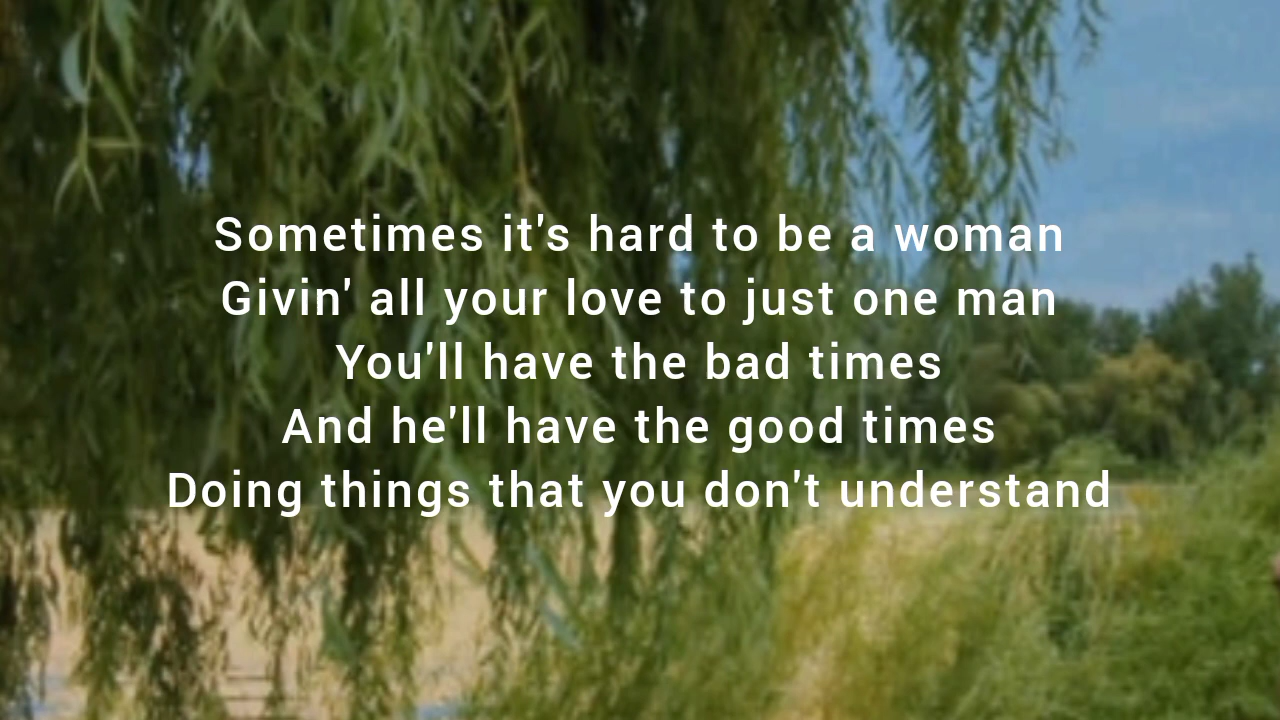 Sometimes it's hard to be a woman
Givin' all your love to just one man
You'll have the bad times
And he'll have the good times
Doing things that you don't understand